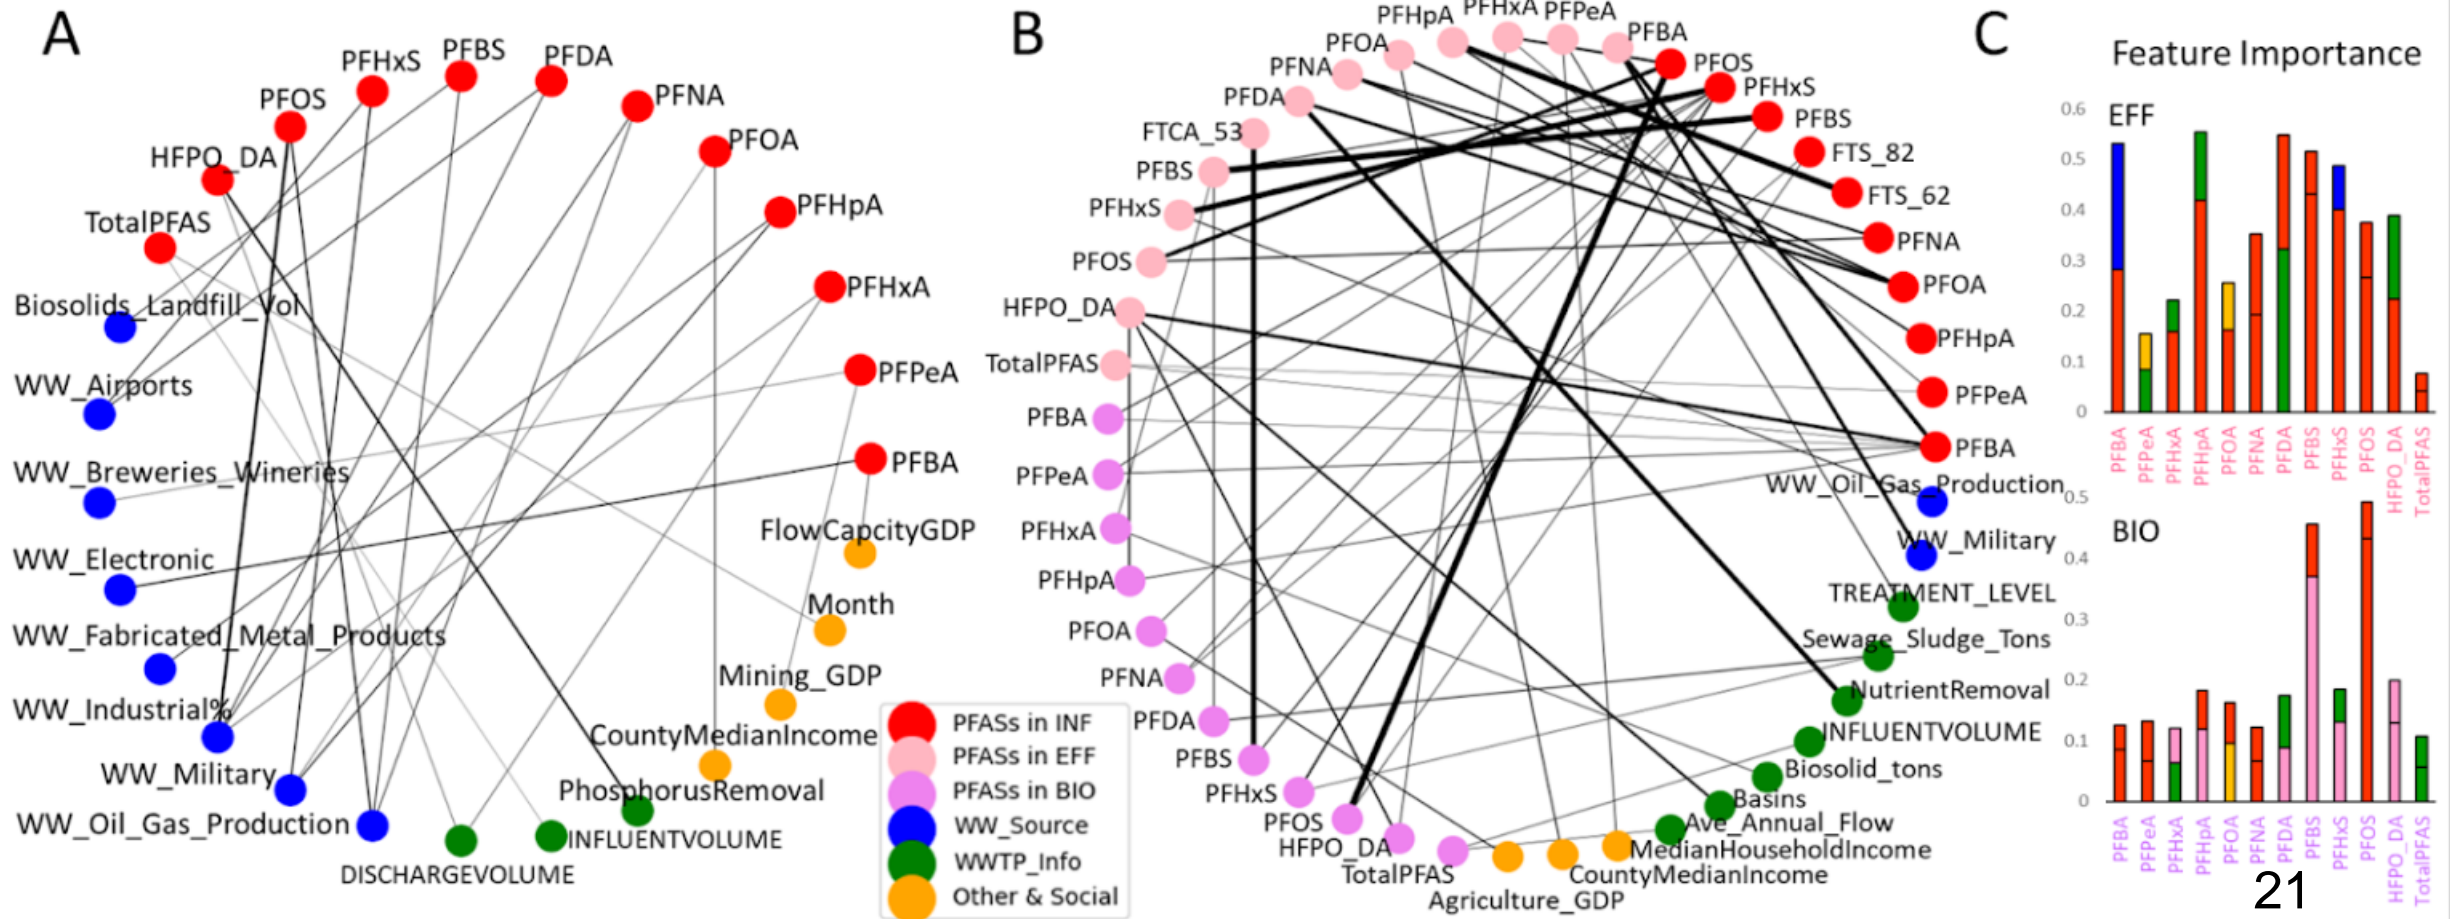 A
PFHxS
PFBS
PFDA
PFOS
PFNA
HFPO_DA
PFOA
TotalPFAS
PFHpA
Biosolids_Landfill_Vol
PFHxA
WW_Airports
PFPeA
WW_Breweries_Wineries
PFBA
WW_Electronic
FlowCapcityGDP
WW_Fabricated_Metal_Products
Month
WW_Industrial%
Mining_GDP
WW_Military
CountyMedianIncome
WW_Oil_Gas_Production
PhosphorusRemoval
INFLUENTVOLUME
DISCHARGEVOLUME
PFASs in INF
PFASs in EFF
PFASs in BIO
WW_Source
WWTP_Info
Other & Social
B
PFHpA
PFHxA
PFPeA
PFBA
PFOA
PFNA
PFDA
FTCA_53
PFBS
PFHxS
PFOS
HFPO_DA
TotalPFAS
PFBA
PFPeA
PFHxA
PFHpA
PFOA
PFNA
PFDA
PFBS
PFHxS
PFOS
HFPO_DA
TotalPFAS
Agriculture_GDP
CountyMedianIncome
MedianHouseholdIncome
Ave_Annual_Flow
Basins
Biosolid_tons
INFLUENTVOLUME
NutrientRemoval
Sewage_Sludge_Tons
TREATMENT_LEVEL
WW_Military
WW_Oil_Gas_Production
PFBA
PFPeA
PFHpA
PFOA
PFNA
FTS_62
FTS_82
PFBS
PFHxS
PFOS
C
Feature Importance
EFF
0.6
0.5
0.4
0.3
0.2
0.1
0
PFBA
PFPeA
PFHxA
PFHpA
PFOA
PFNA
PFDA
PFBS
PFHxS
PFOS
HFPO_DA
TotalPFAS
BIO
0.5
0.4
0.3
0.2
0.1
0
PFBA
PFPeA
PFHxA
PFHpA
PFOA
PFNA
PFDA
PFBS
PFHxS
PFOS
HFPO_DA
TotalPFAS
21